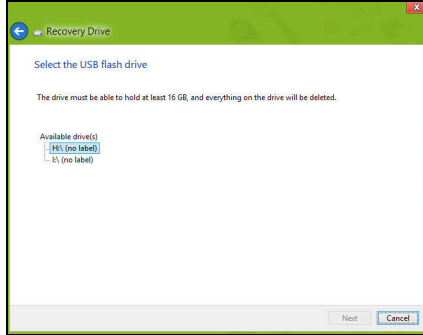 Recovery Drive
Select the USB flash drive
The drive must be able to hold at least 16 GB, and everything on the drive will be deleted.
Available drive(s)
H:\ (no label)
I:\ (no label)
Next
Cancel